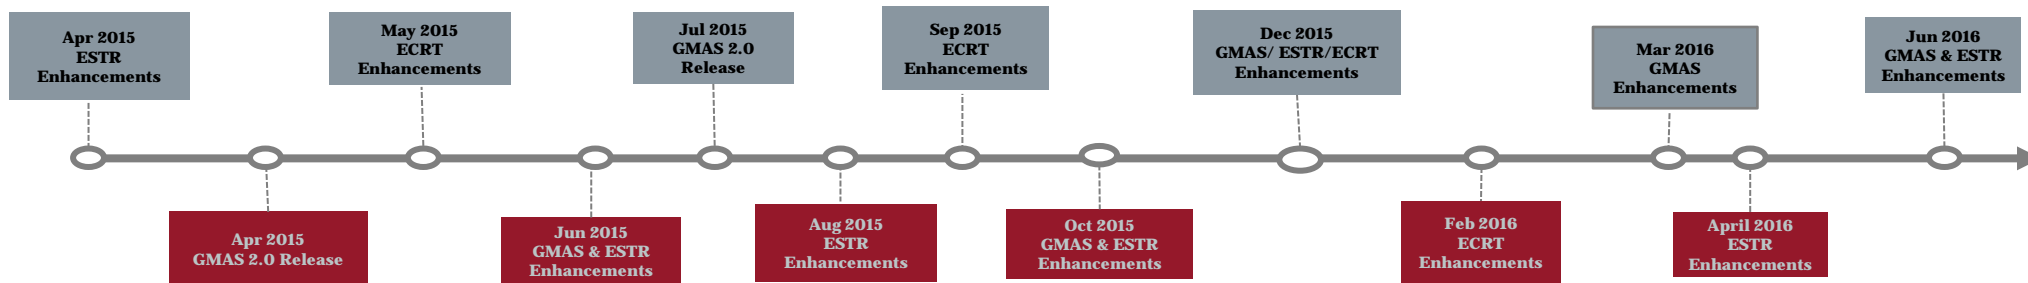 Apr 2015
ESTR
Enhancements
May 2015
ECRT
Enhancements
Jul 2015
GMAS 2.0
Release
Sep 2015
ECRT
Enhancements
Dec 2015
GMAS/ ESTR/ECRT
Enhancements
Mar 2016
GMAS
Enhancements
Jun 2016
GMAS & ESTR
Enhancements
Apr 2015
GMAS 2.0 Release
Jun 2015
GMAS & ESTR
Enhancements
Aug 2015
ESTR
Enhancements
Oct 2015
GMAS & ESTR
Enhancements
Feb 2016
ECRT
Enhancements
April 2016
ESTR
Enhancements